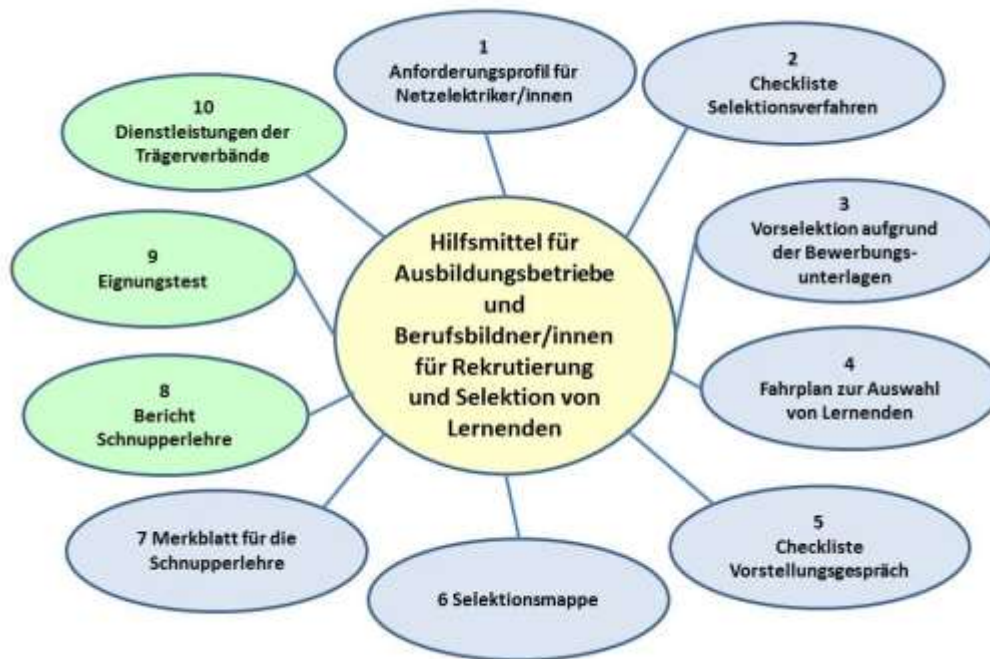 1
Anforderungsprofil für
Netzelektriker/innen
2
Checkliste
Selektionsverfahren
3
Vorselektion aufgrund
der Bewerbungs-
unterlagen
4
Fahrplan zur Auswahl
von Lernenden
5
Checkliste
Vorstellungsgespräch
6 Selektionsmappe
7 Merkblatt für die
Schnupperlehre
8
Bericht
Schnupperlehre
9
Eignungstest
10
Dienstleistungen der
Trägerverbände
Hilfsmittel für
Ausbildungsbetriebe
und
Berufsbildner/innen
für Rekrutierung
und Selektion von
Lernenden